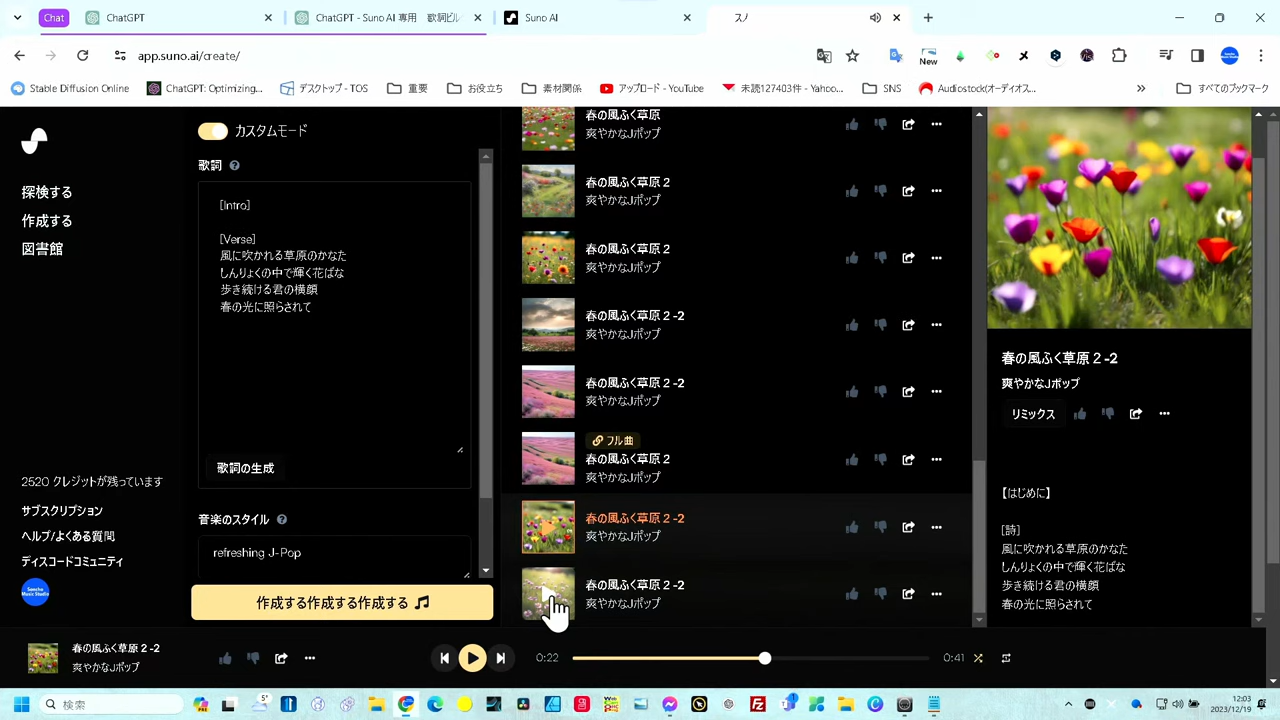 Chat
ChatGPT
ChatGPT - Suno AI 専用 歌詞ビル
Suno AI
スノ
app.suno.ai/create/
New
Stable Diffusion Online
ChatGPT: Optimizing...
デスクトップ - TOS
重要
お役立ち
素材関係
アップロード - YouTube
未読127403件 - Yahoo...
SNS
Audiostock(オーディオス...
すべてのブックマーク
探検する
作成する
図書館
2520 クレジットが残っています
サブスクリプション
ヘルプ/よくある質問
ディスコードコミュニティ
Sancho
Music Studio
カスタムモード
歌詞
[Intro]
[Verse]
風に吹かれる草原のかなた
しんりょくの中で輝く花ばな
歩き続ける君の横顔
春の光に照らされて
歌詞の生成
音楽のスタイル
refreshing J-Pop
作成する作成する作成する
春の風ふく草原
爽やかなJポップ
春の風ふく草原 2
爽やかなJポップ
春の風ふく草原 2
爽やかなJポップ
春の風ふく草原 2 -2
爽やかなJポップ
春の風ふく草原 2 -2
爽やかなJポップ
フル曲
春の風ふく草原 2
爽やかなJポップ
春の風ふく草原 2 -2
爽やかなJポップ
春の風ふく草原 2 -2
爽やかなJポップ
春の風ふく草原 2 -2
爽やかなJポップ
リミックス
【はじめに】
[詩]
風に吹かれる草原のかなた
しんりょくの中で輝く花ばな
歩き続ける君の横顔
春の光に照らされて
春の風ふく草原 2 -2
爽やかなJポップ
0:22
0:41
検索
5°
12:03
2023/12/19